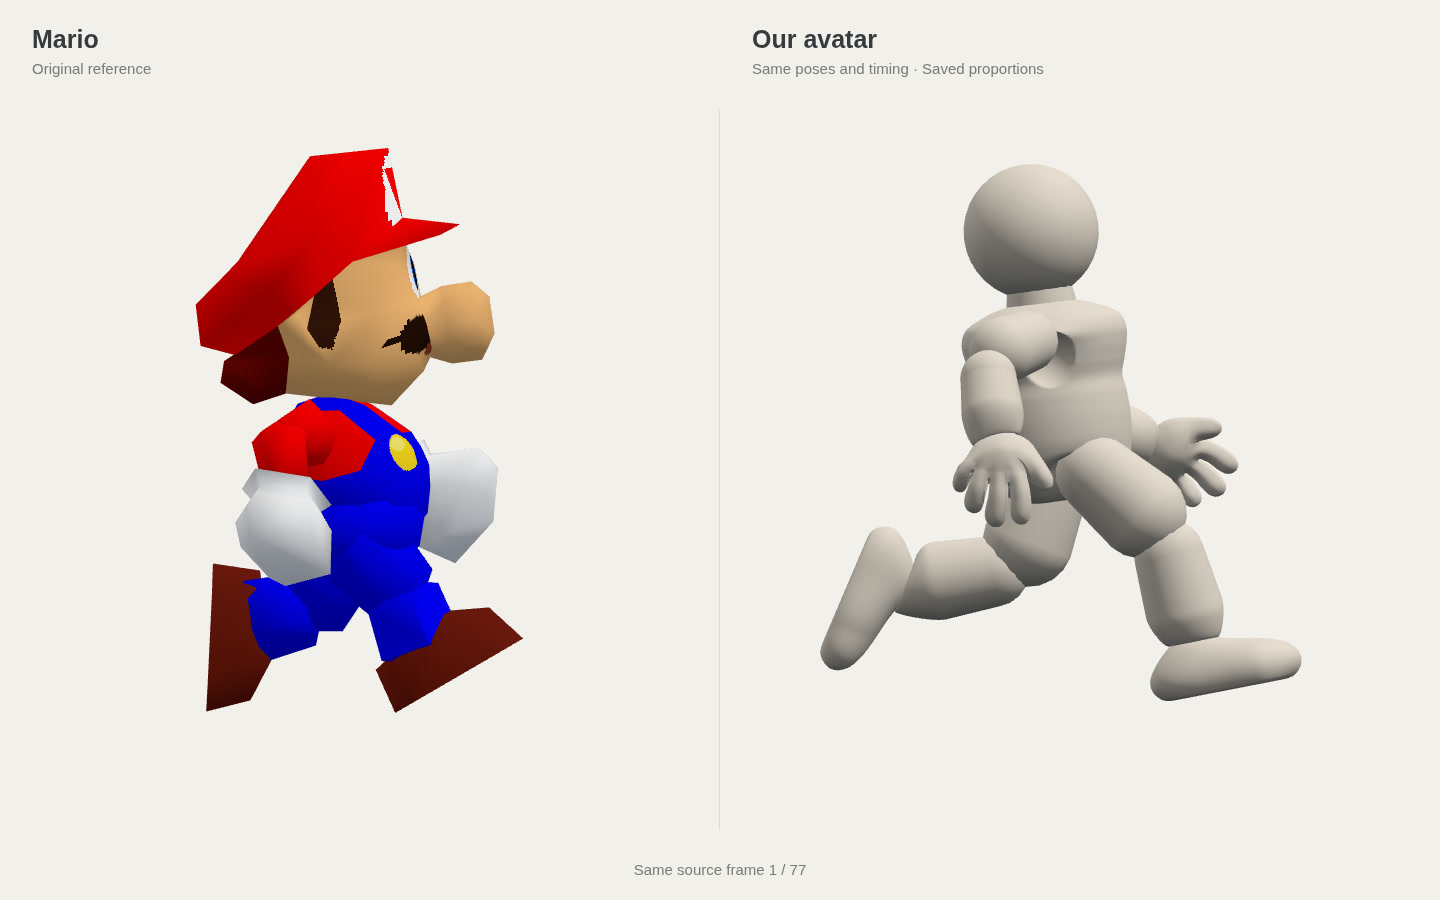 Mario
Original reference
Our avatar
Same poses and timing · Saved proportions
Same source frame 1 / 77